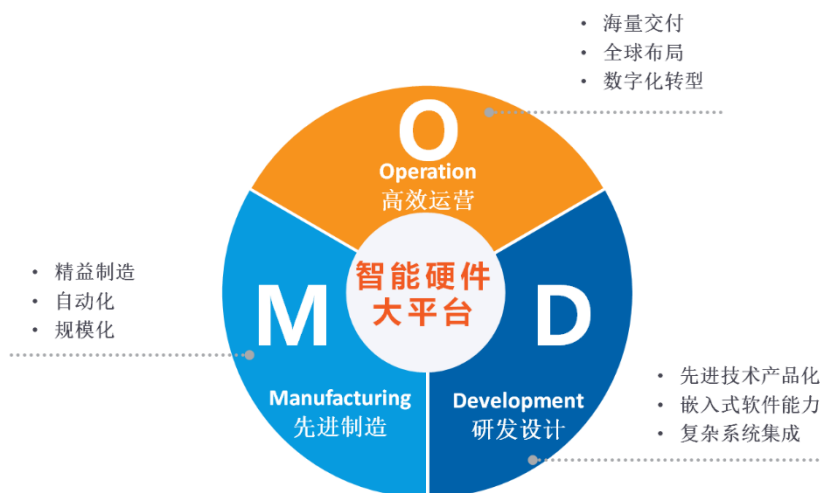 • 海量交付
• 全球布局
• 数字化转型
O
Operation
高效运营
智能硬件
大平台
• 精益制造
• 自动化
• 规模化
M
Manufacturing
先进制造
D
Development
研发设计
• 先进技术产品化
• 嵌入式软件能力
• 复杂系统集成